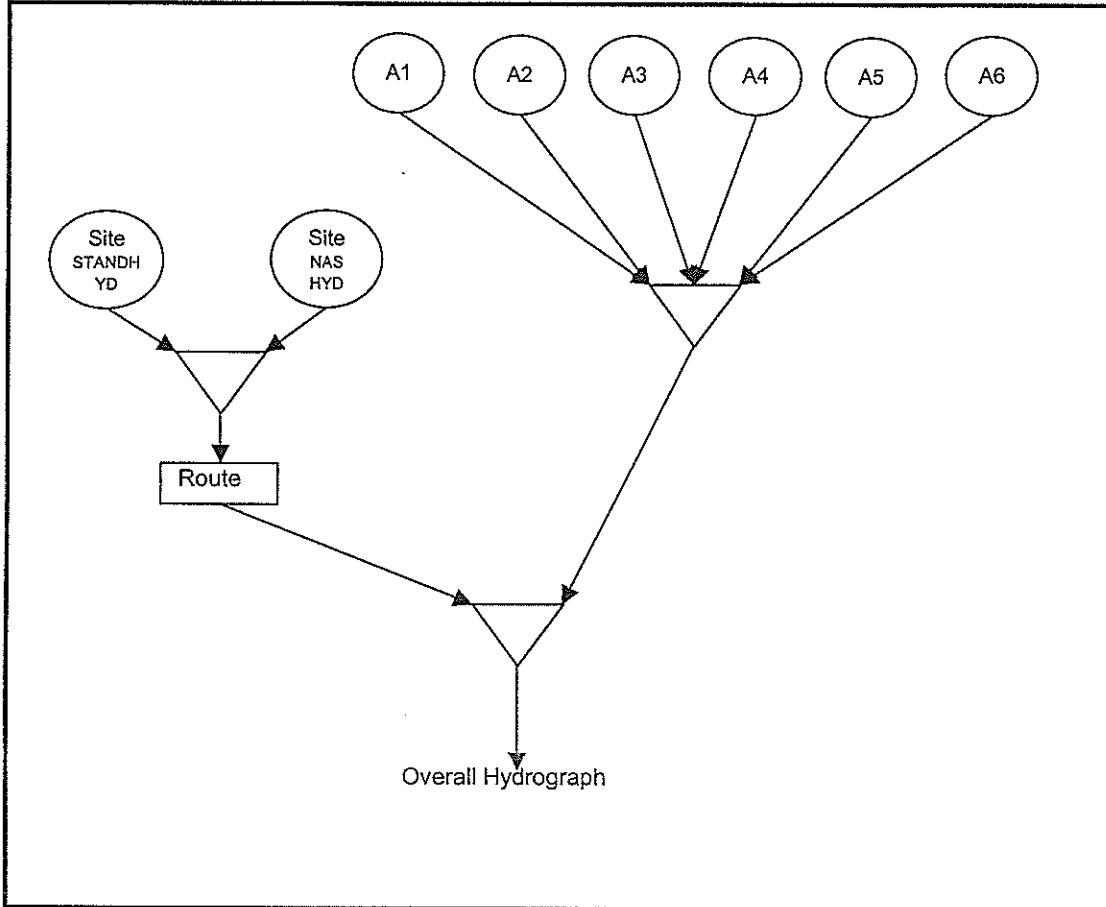 A1
A2
A3
A4
A5
A6
Site
STANDH
YD
Site
NAS
HYD
Route
Overall Hydrograph